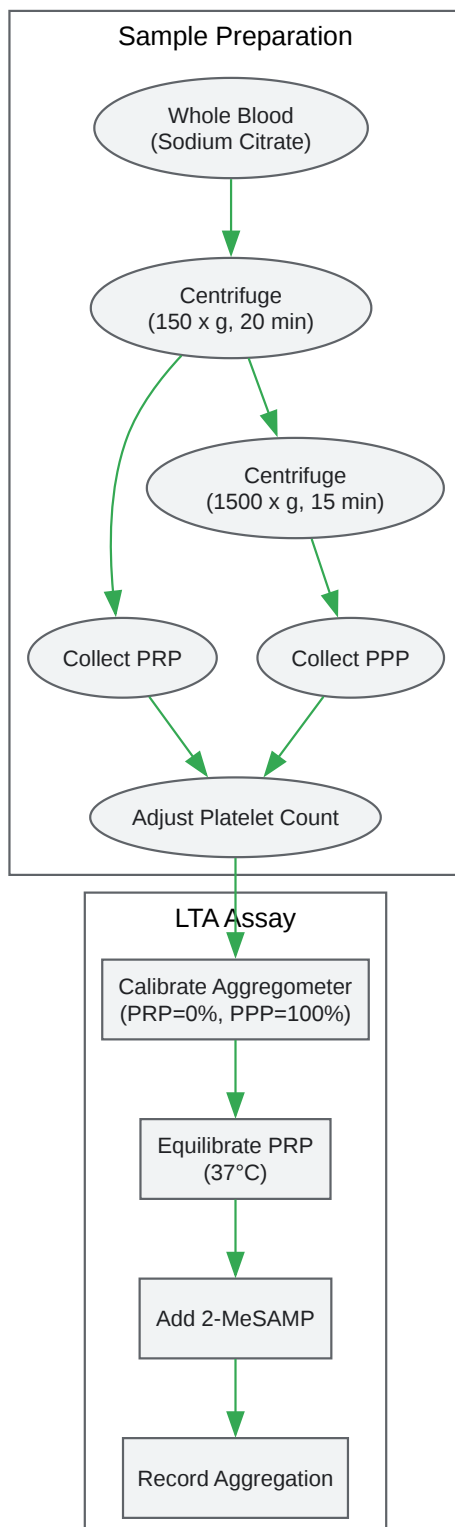 Sample Preparation
Whole Blood
(Sodium Citrate)
Centrifuge
(150 x g, 20 min)
Centrifuge
(1500 x g, 15 min)
Collect PRP
Collect PPP
Adjust Platelet Count
LTA Assay
Calibrate Aggregometer
(PRP=0%, PPP=100%)
Equilibrate PRP
(37°C)
Add 2-MeSAMP
Record Aggregation